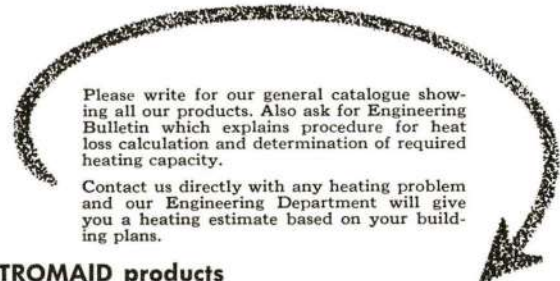 Please write for our general catalogue show-
ing all our products. Also ask for Engineering
Bulletin which explains procedure for heat
loss calculation and determination of required
heating capacity.
Contact us directly with any heating problem
and our Engineering Department will give
you a heating estimate based on your build-
ing plans.
TROMAID products